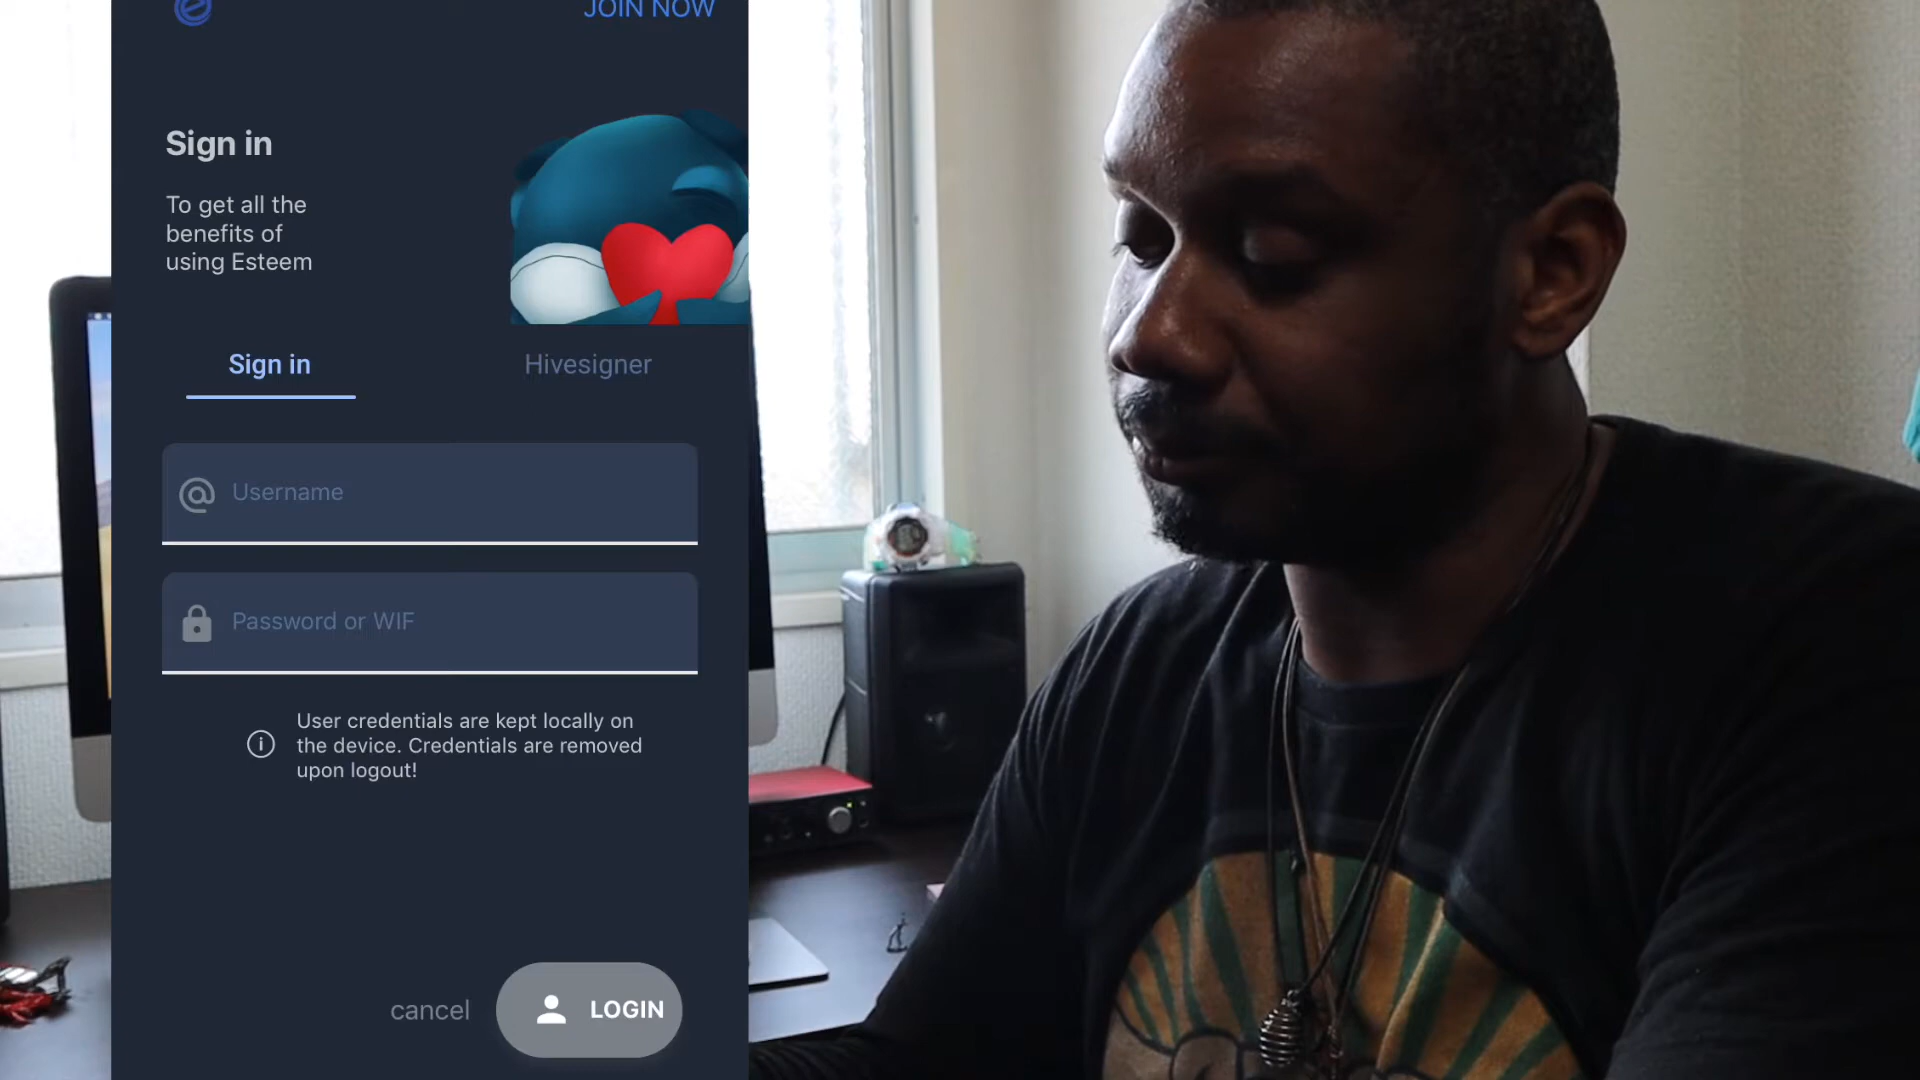 JOIN NOW
Sign in
To get all the
benefits of
using Esteem
Sign in
Hivesigner
Username
Password or WIF
User credentials are kept locally on
the device. Credentials are removed
upon logout!
cancel
LOGIN